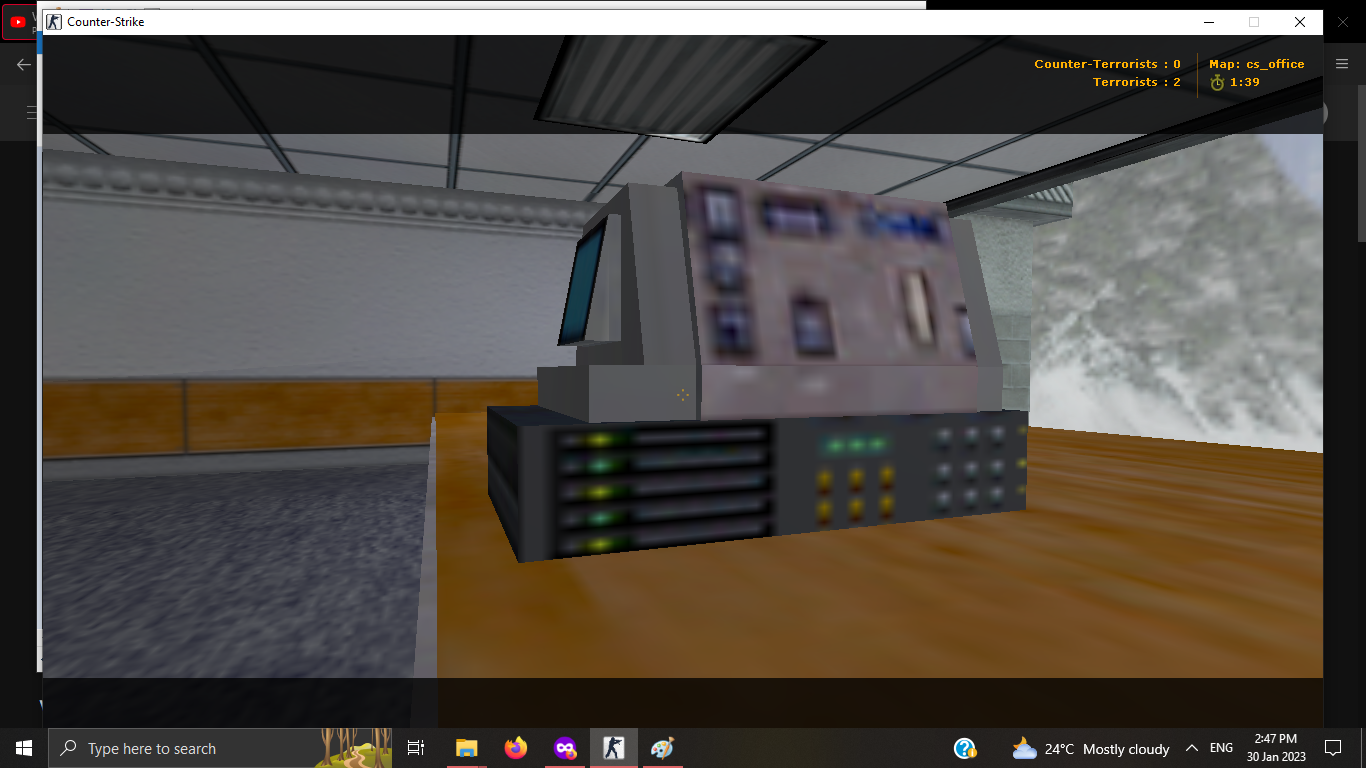 Counter-Strike
Counter-Terrorists : 0
Terrorists : 2
Map: cs_office
1:39
Type here to search
24°C Mostly cloudy
ENG
2:47 PM
30 Jan 2023